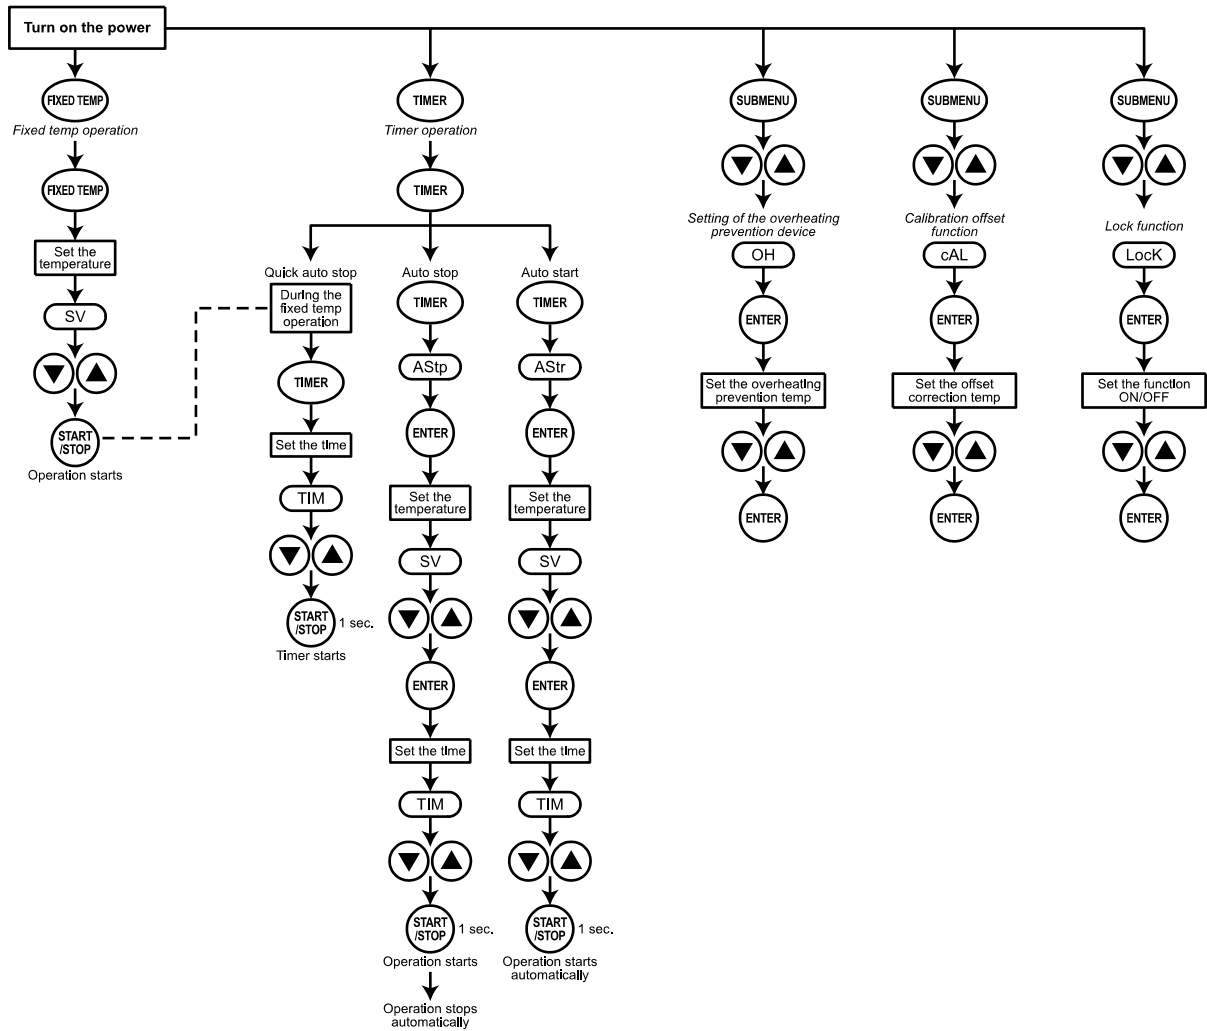 Turn on the power
FIXED TEMP
Fixed temp operation
FIXED TEMP
Set the
temperature
SV
▼ ▲
START
/STOP
Operation starts
TIMER
Timer operation
TIMER
Quick auto stop
During the
fixed temp
operation
TIMER
Set the time
TIM
▼ ▲
START
/STOP
1 sec.
Timer starts
Auto stop
TIMER
AStp
ENTER
Set the
temperature
SV
▼ ▲
ENTER
Set the time
TIM
▼ ▲
START
/STOP
1 sec.
Operation starts
Operation stops
automatically
Auto start
TIMER
AStr
ENTER
Set the
temperature
SV
▼ ▲
ENTER
Set the time
TIM
▼ ▲
START
/STOP
1 sec.
Operation starts
automatically
SUBMENU
▼ ▲
Setting of the overheating
prevention device
OH
ENTER
Set the overheating
prevention temp
▼ ▲
ENTER
SUBMENU
▼ ▲
Calibration offset
function
cAL
ENTER
Set the offset
correction temp
▼ ▲
ENTER
SUBMENU
▼ ▲
Lock function
LocK
ENTER
Set the function
ON/OFF
▼ ▲
ENTER